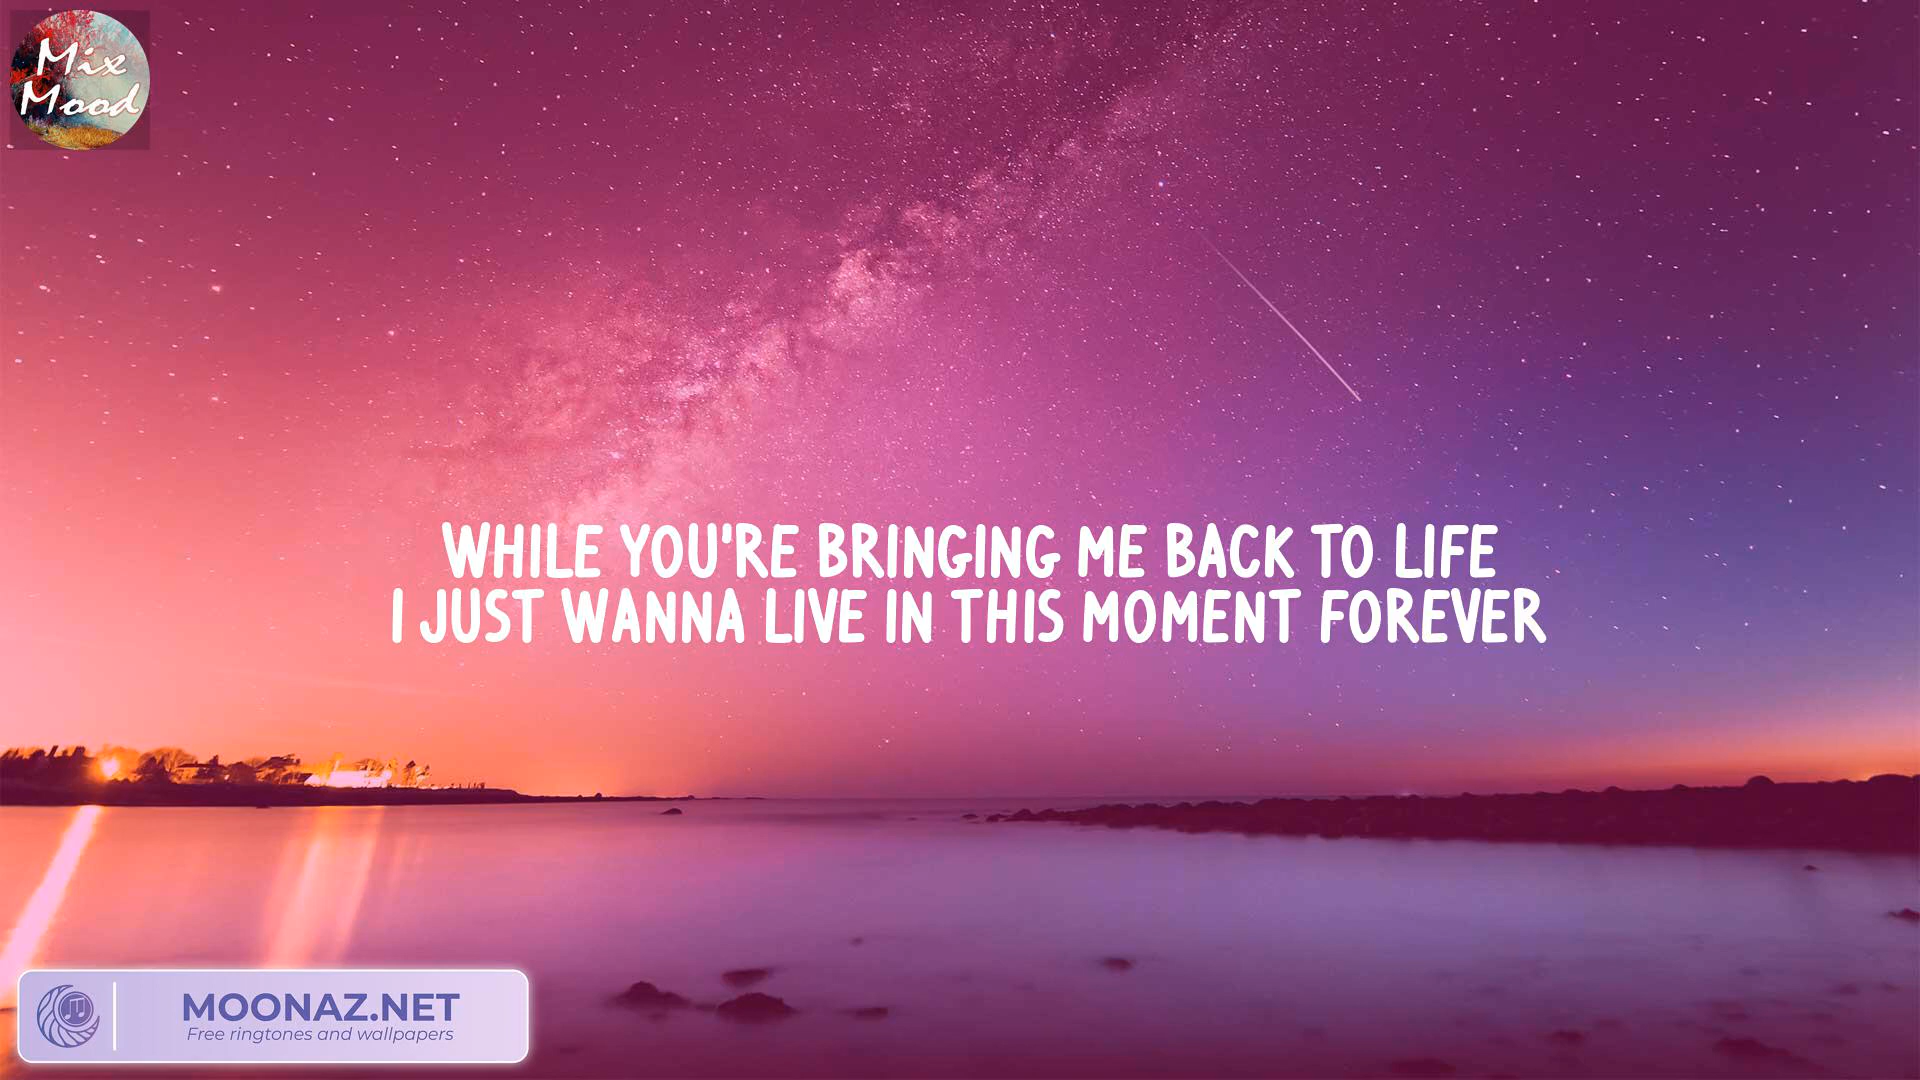 Mix
Mood
WHILE YOU'RE BRINGING ME BACK TO LIFE
I JUST WANNA LIVE IN THIS MOMENT FOREVER
MOONAZ.NET
Free ringtones and wallpapers